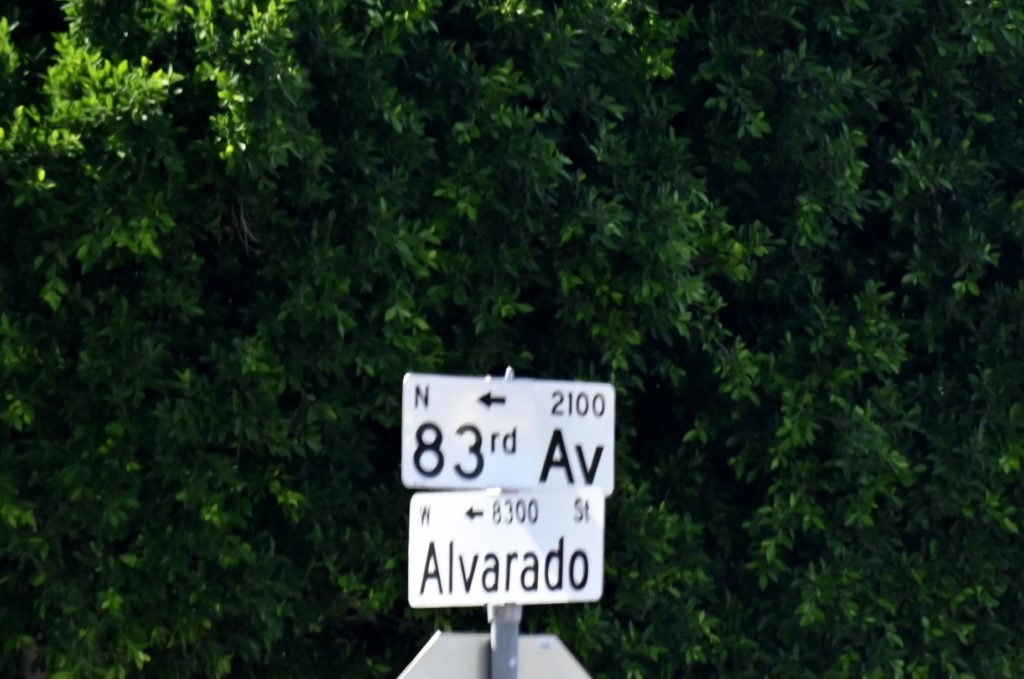 N ← 2100
83rd Av
W ← 8300 St
Alvarado